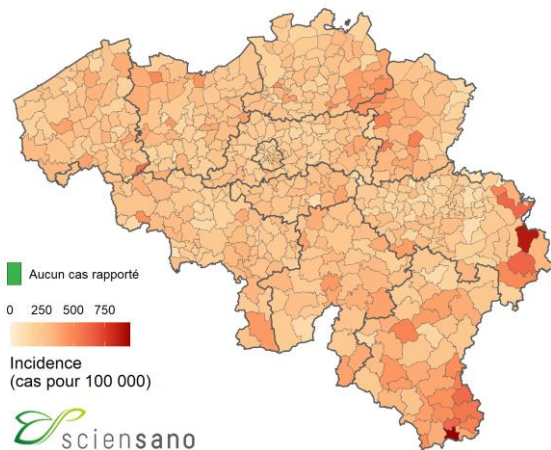 Aucun cas rapporté
0 250 500 750
Incidence
(cas pour 100 000)
sciensano